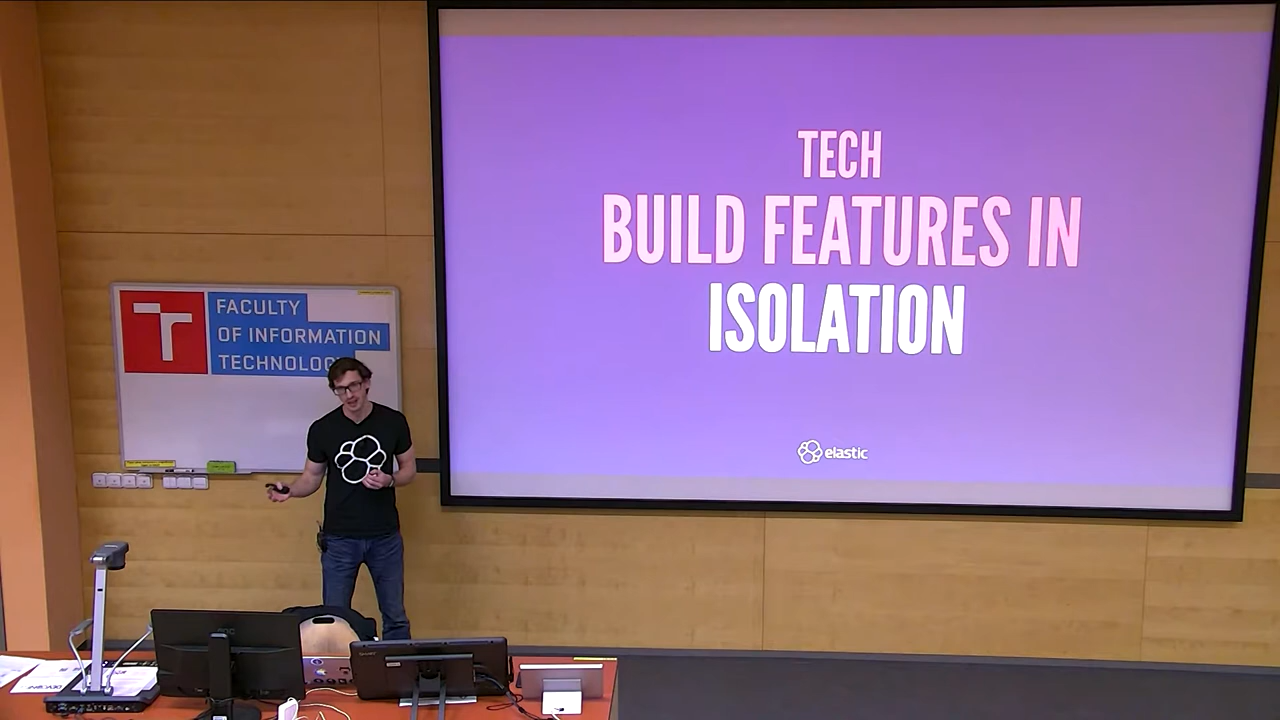 TECH
BUILD FEATURES IN
ISOLATION
elastic
FACULTY
OF INFORMATION
TECHNOLOG